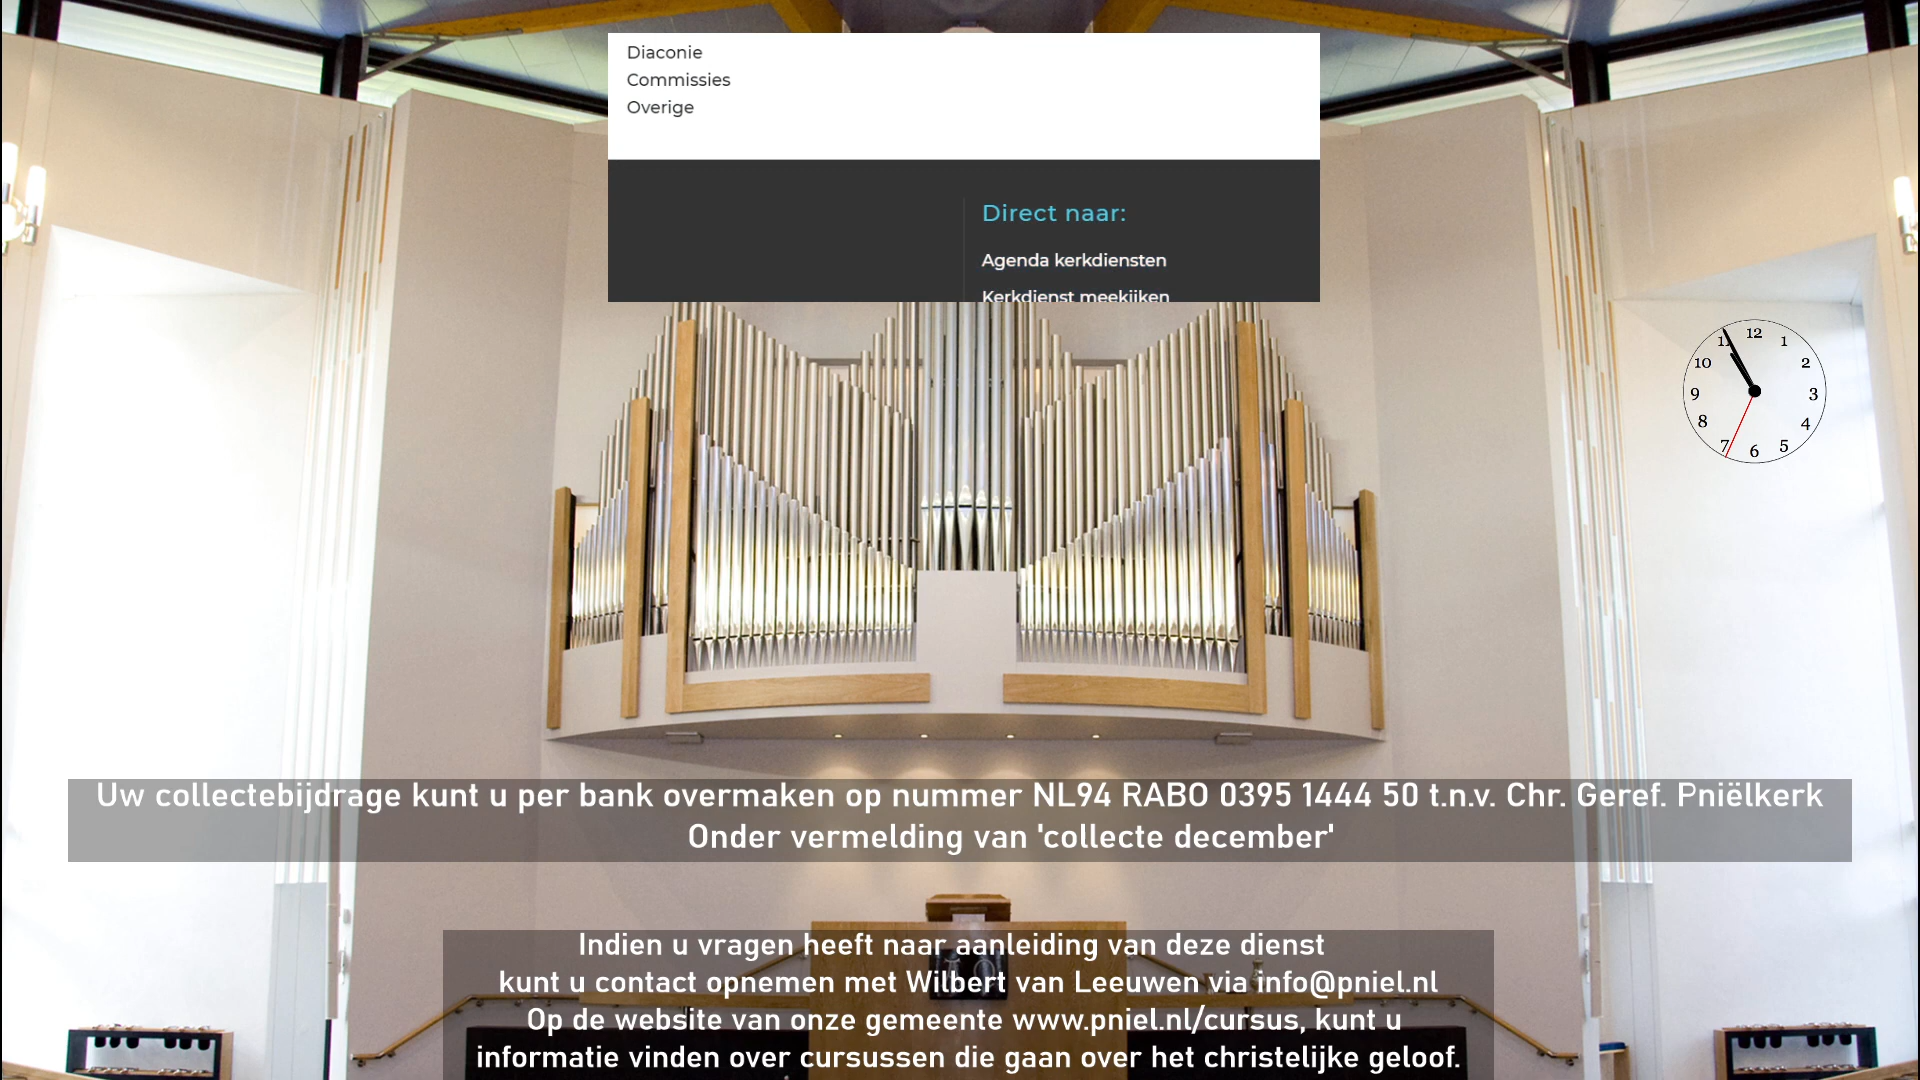 Diaconie
Commissies
Overige
Direct naar:
Agenda kerkdiensten
Kerkdienst meekijken
12
1
2
3
4
5
6
7
8
9
10
11
Uw collectebijdrage kunt u per bank overmaken op nummer NL94 RABO 0395 1444 50 t.n.v. Chr. Geref. Pniëlkerk
Onder vermelding van 'collecte december'
Indien u vragen heeft naar aanleiding van deze dienst
kunt u contact opnemen met Wilbert van Leeuwen via info@pniel.nl
Op de website van onze gemeente www.pniel.nl/cursus, kunt u
informatie vinden over cursussen die gaan over het christelijke geloof.